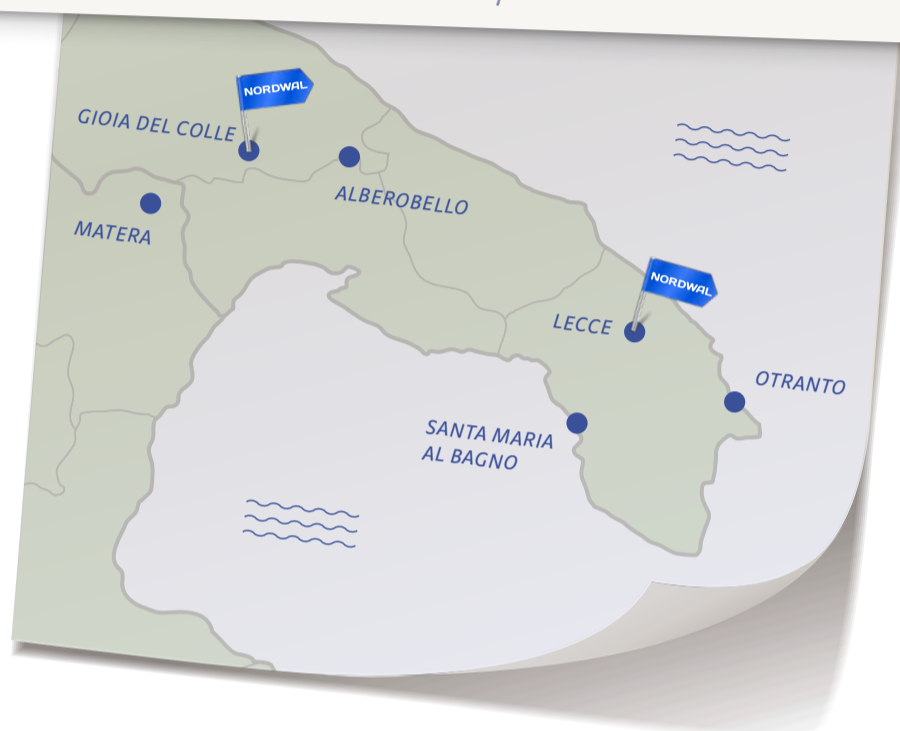 NORDWAL
GIOIA DEL COLLE
ALBEROBELLO
MATERA
NORDWAL
LECCE
OTRANTO
SANTA MARIA
AL BAGNO